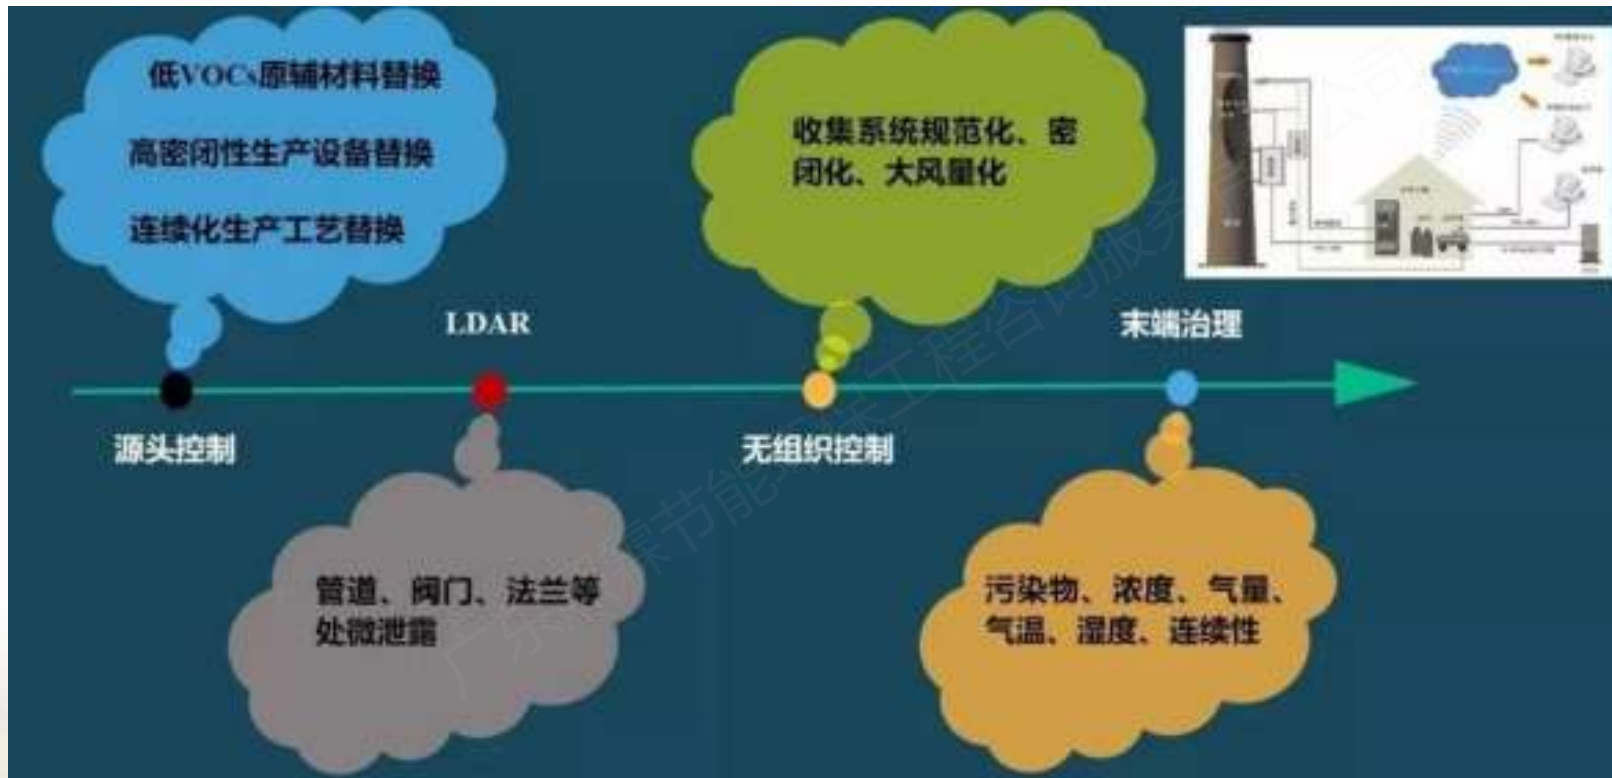 低VOCs原辅材料替换
高密闭性生产设备替换
连续化生产工艺替换
收集系统规范化、密
闭化、大风量化
LDAR
末端治理
源头控制
无组织控制
管道、阀门、法兰等
处微泄露
污染物、浓度、气量、
气温、湿度、连续性